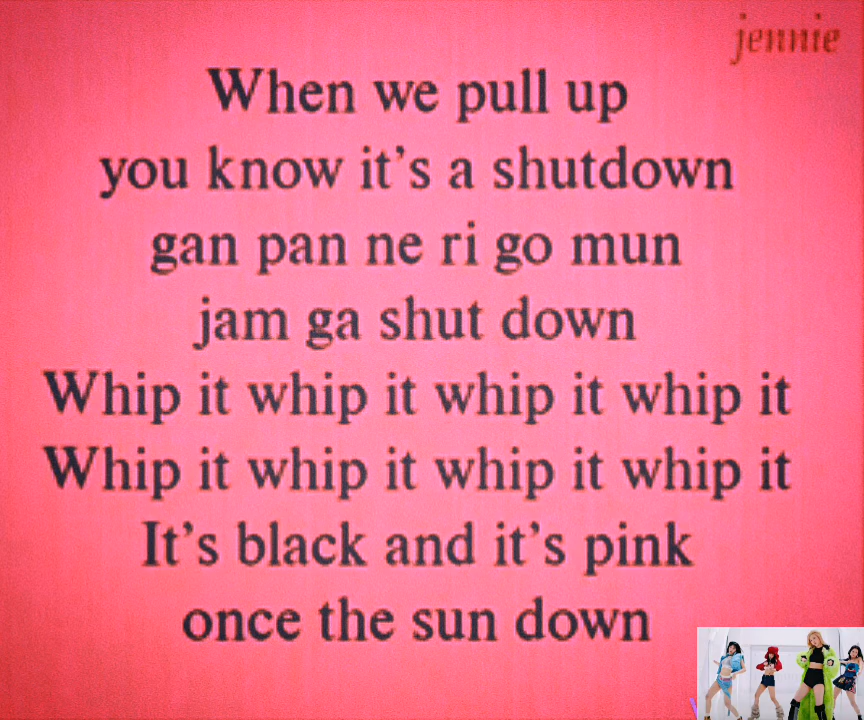 jennie
When we pull up
you know it's a shutdown
gan pan ne ri go mun
jam ga shut down
Whip it whip it whip it whip it
Whip it whip it whip it whip it
It's black and it's pink
once the sun down